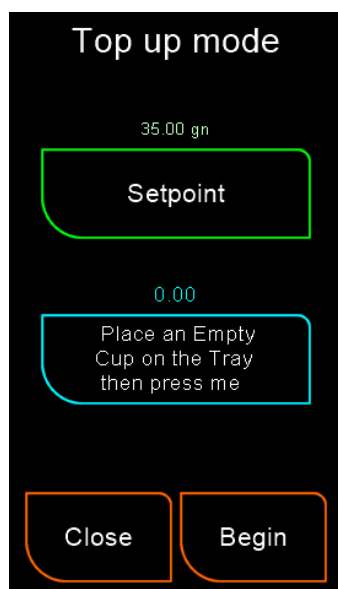 Top up mode
35.00 gn
Setpoint
0.00
Place an Empty
Cup on the Tray
then press me
Close
Begin